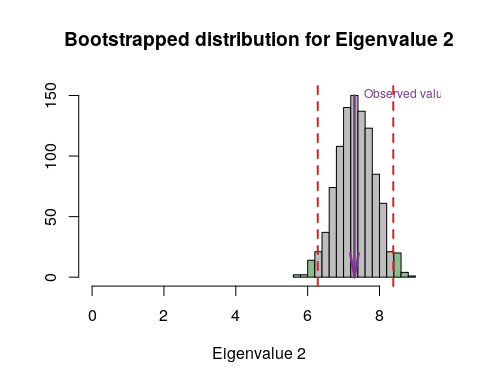 Bootstrapped distribution for Eigenvalue 2
Observed valu
150
100
50
0
0 2 4 6 8
Eigenvalue 2